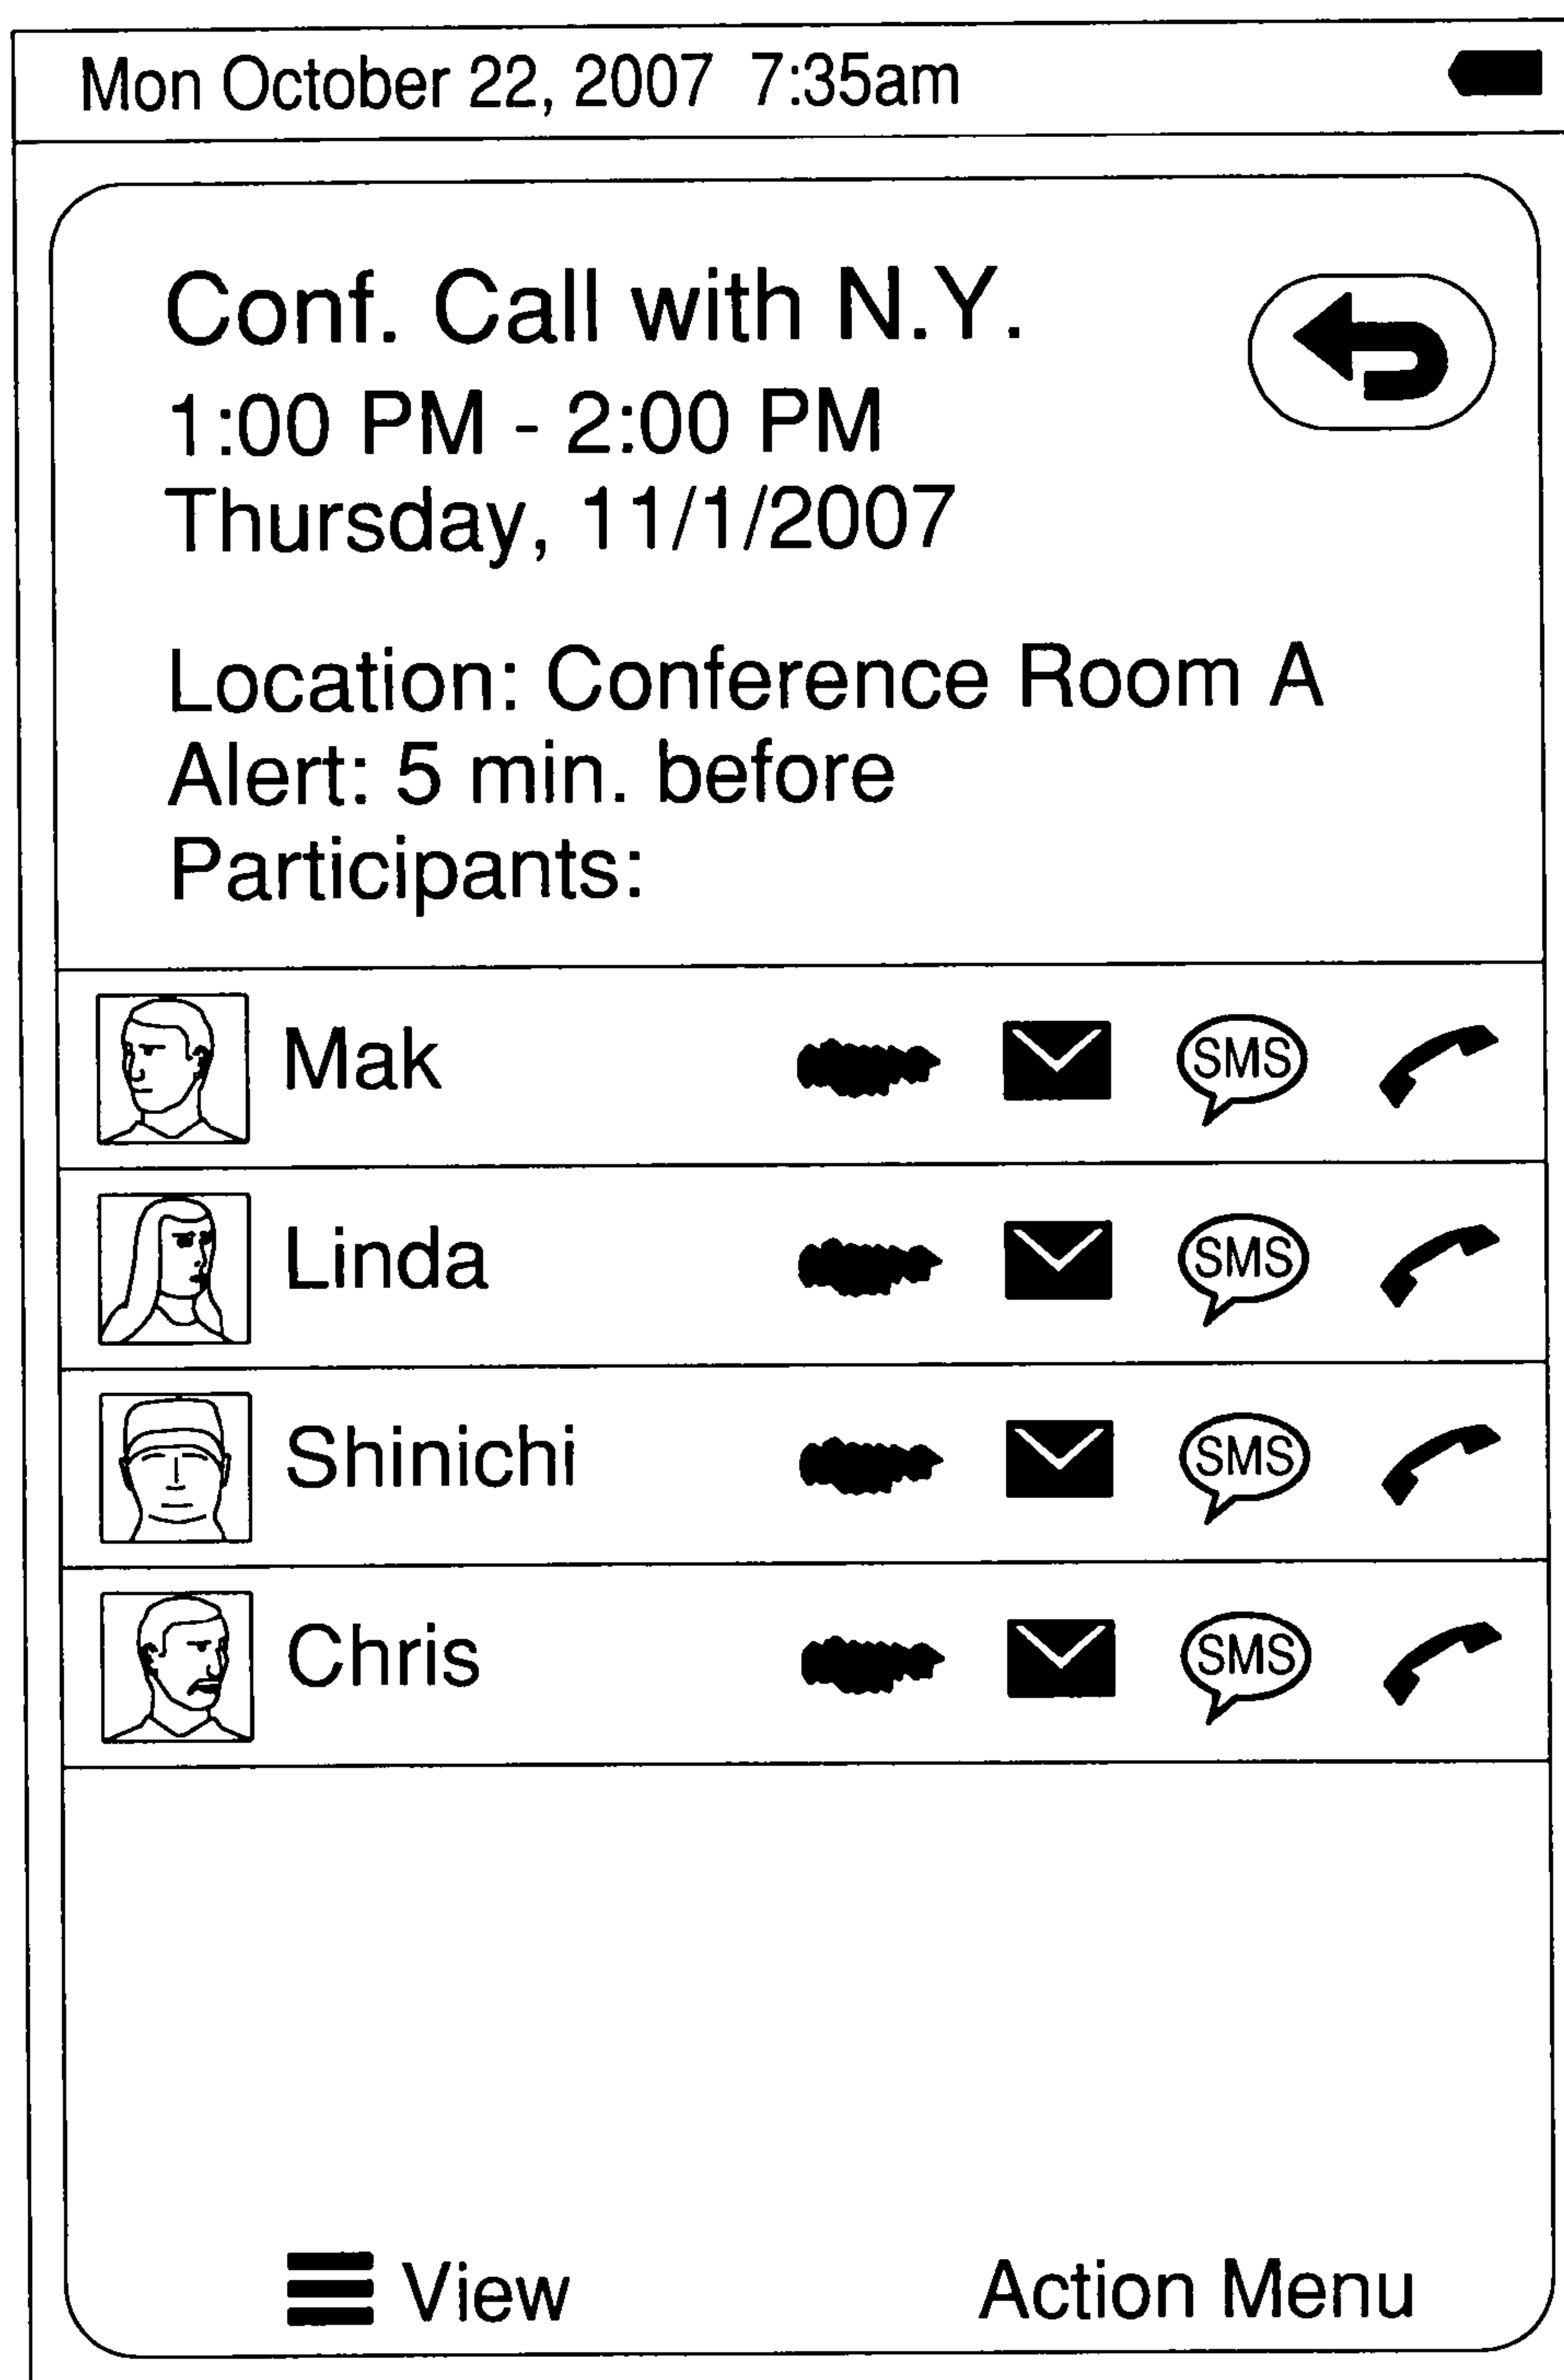 Mon October 22, 2007 7:35am
Conf. Call with N.Y.
1:00 PM - 2:00 PM
Thursday, 11/1/2007
Location: Conference Room A
Alert: 5 min. before
Participants:
Mak SMS
Linda SMS
Shinichi SMS
Chris SMS
View Action Menu